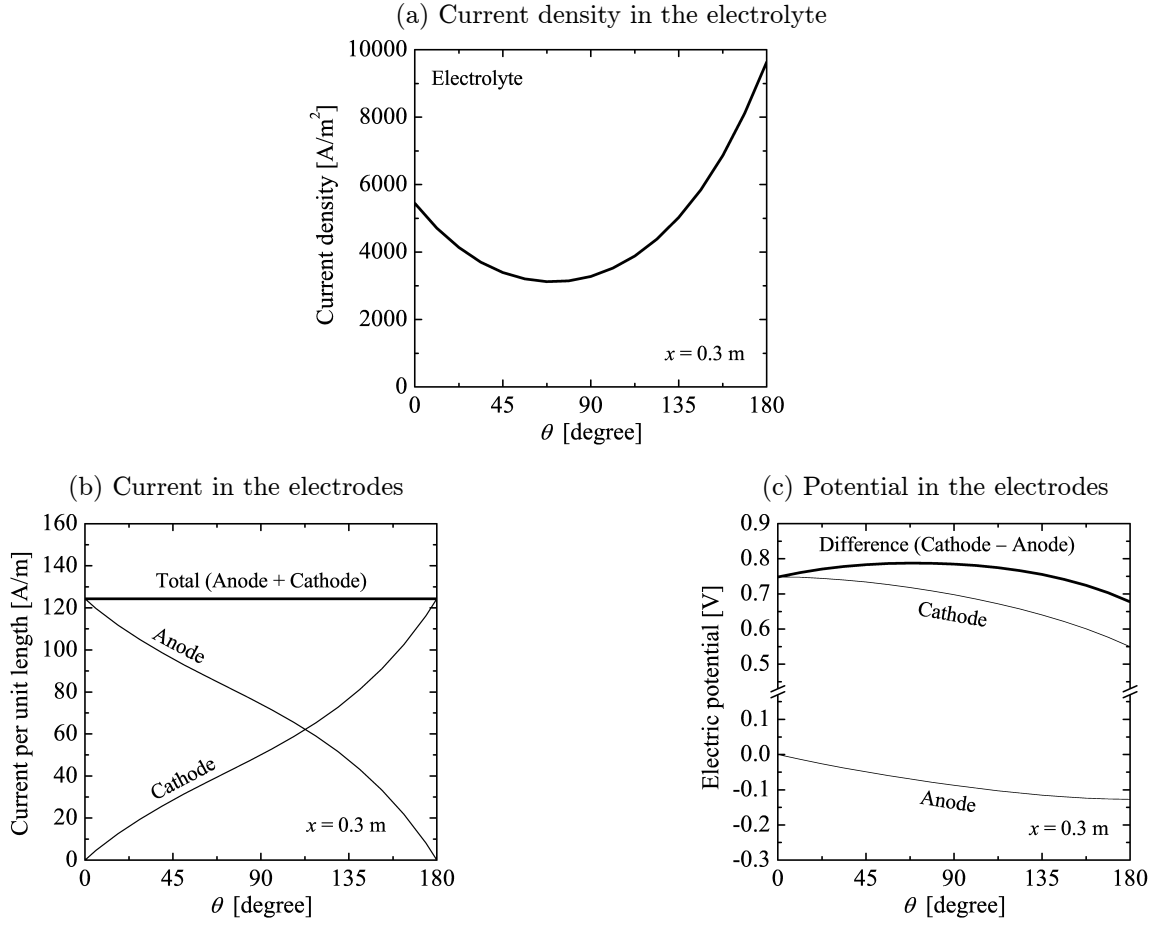 (a) Current density in the electrolyte
10000
8000
6000
4000
2000
0
Current density [A/m²]
Electrolyte
x = 0.3 m
0 45 90 135 180
θ [degree]
(b) Current in the electrodes
160
140
120
100
80
60
40
20
0
Current per unit length [A/m]
Total (Anode + Cathode)
Anode
Cathode
x = 0.3 m
0 45 90 135 180
θ [degree]
(c) Potential in the electrodes
0.9
0.8
0.7
0.6
0.5
0.1
0.0
-0.1
-0.2
-0.3
Electric potential [V]
Difference (Cathode – Anode)
Cathode
Anode
x = 0.3 m
0 45 90 135 180
θ [degree]